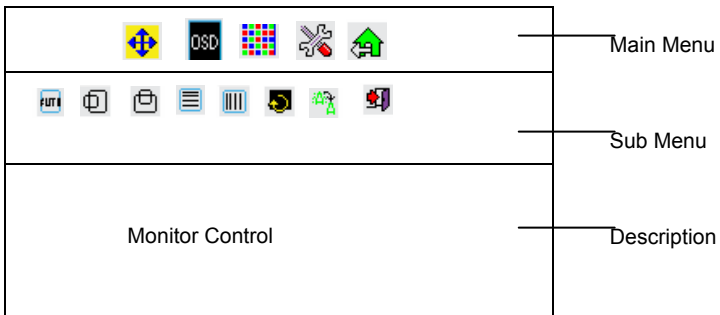 OSD
Main Menu
Sub Menu
Monitor Control
Description